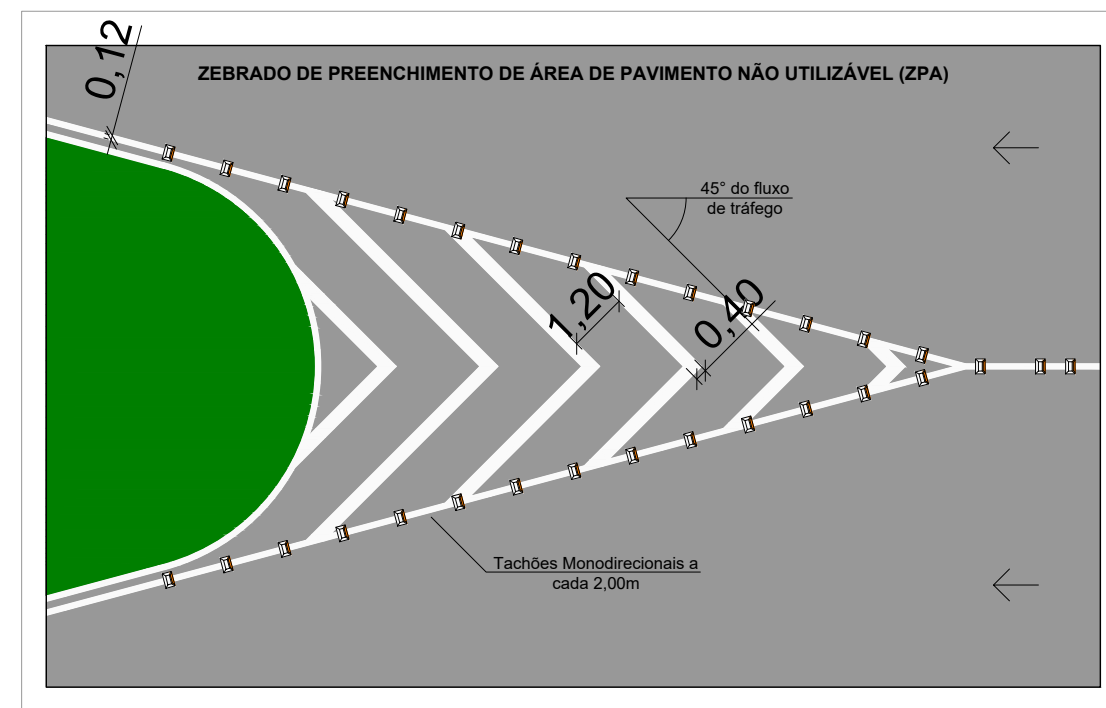 0,12
ZEBRADO DE PREENCHIMENTO DE ÁREA DE PAVIMENTO NÃO UTILIZÁVEL (ZPA)
45° do fluxo
de tráfego
1,20
0,40
Tachões Monodirecionais a
cada 2,00m